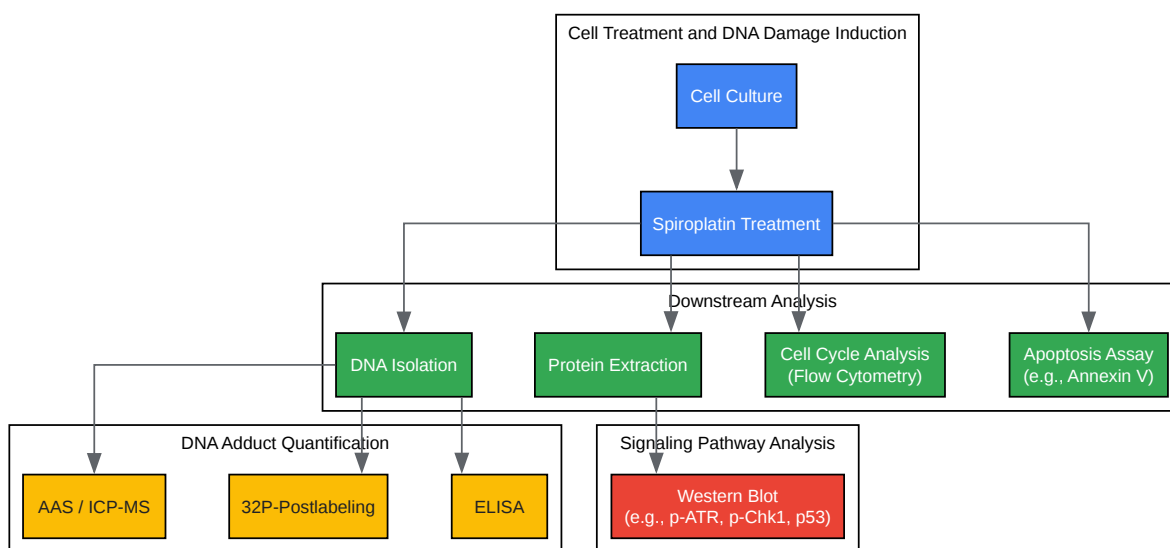 Cell Treatment and DNA Damage Induction
Cell Culture
Spiroplatin Treatment
Downstream Analysis
DNA Isolation
Protein Extraction
Cell Cycle Analysis
(Flow Cytometry)
Apoptosis Assay
(e.g., Annexin V)
DNA Adduct Quantification
AAS / ICP-MS
32P-Postlabeling
ELISA
Signaling Pathway Analysis
Western Blot
(e.g., p-ATR, p-Chk1, p53)